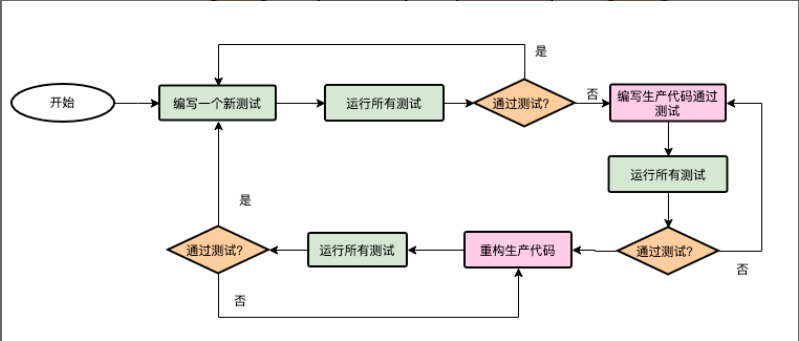 是
开始
编写一个新测试
运行所有测试
通过测试?
否
编写生产代码通过
测试
运行所有测试
是
通过测试?
运行所有测试
重构生产代码
通过测试?
否
否